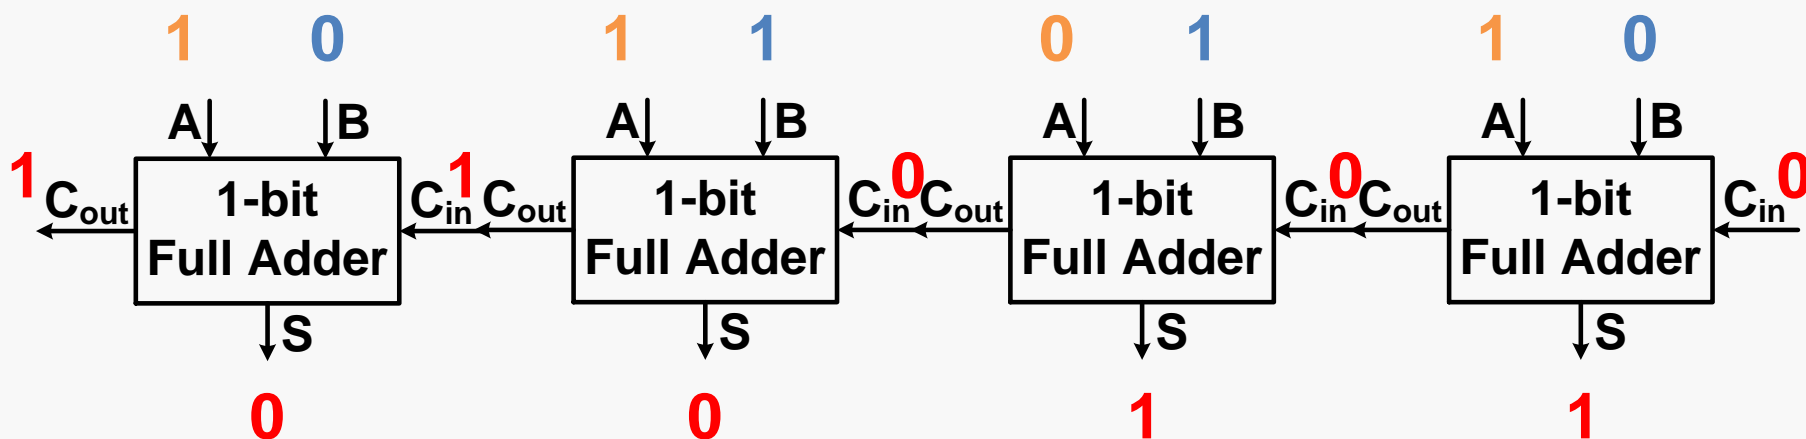 1 0 1 1 0 1 1 0
A B A B A B A B
1 1 0 0 0
Cout 1-bit Cin Cout 1-bit Cin Cout 1-bit Cin Cout 1-bit Cin
Full Adder Full Adder Full Adder Full Adder
S S S S
0 0 1 1